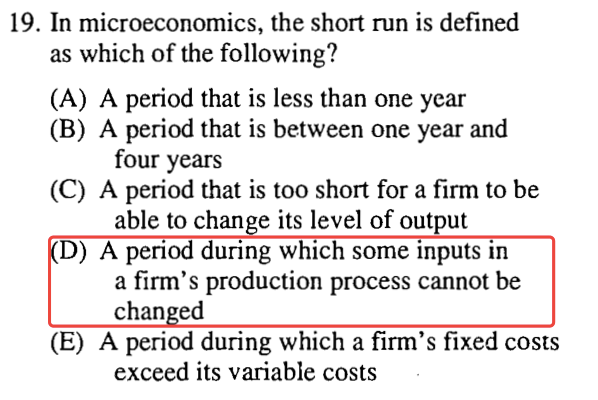 19. In microeconomics, the short run is defined
as which of the following?
(A) A period that is less than one year
(B) A period that is between one year and
four years
(C) A period that is too short for a firm to be
able to change its level of output
(D) A period during which some inputs in
a firm's production process cannot be
changed
(E) A period during which a firm's fixed costs
exceed its variable costs